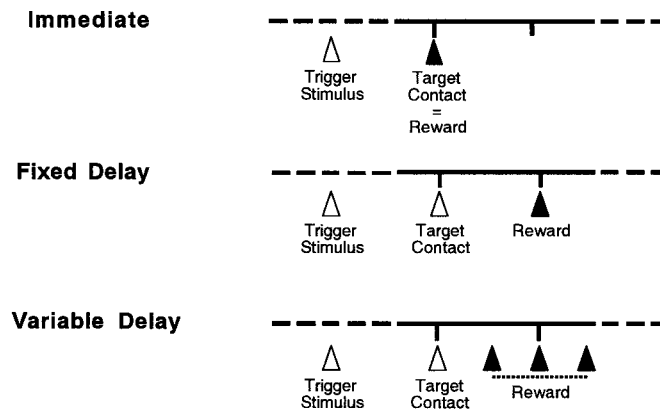 Immediate
Trigger
Stimulus
Target
Contact
=
Reward
Fixed Delay
Trigger
Stimulus
Target
Contact
Reward
Variable Delay
Trigger
Stimulus
Target
Contact
Reward